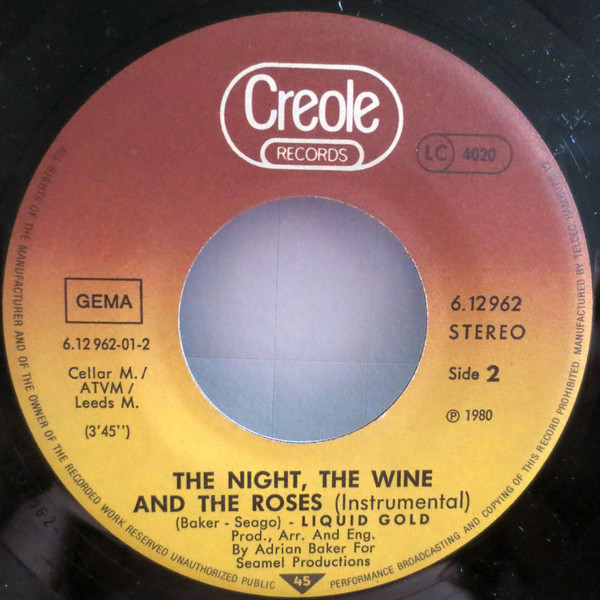 Creole
RECORDS
LC 4020
GEMA
6.12 962-01-2
Cellar M. /
ATVM /
Leeds M.
(3'45'')
6.12962
STEREO
Side 2
℗ 1980
THE NIGHT, THE WINE
AND THE ROSES (Instrumental)
(Baker - Seago) - LIQUID GOLD
Prod., Arr. And Eng.
By Adrian Baker For
Seamel Productions
45
ALL RIGHTS OF THE MANUFACTURER AND OF THE OWNER OF THE RECORDED WORK RESERVED UNAUTHORIZED PUBLIC PERFORMANCE BROADCASTING AND COPYING OF THIS RECORD PROHIBITED. MANUFACTURED BY TELDEC